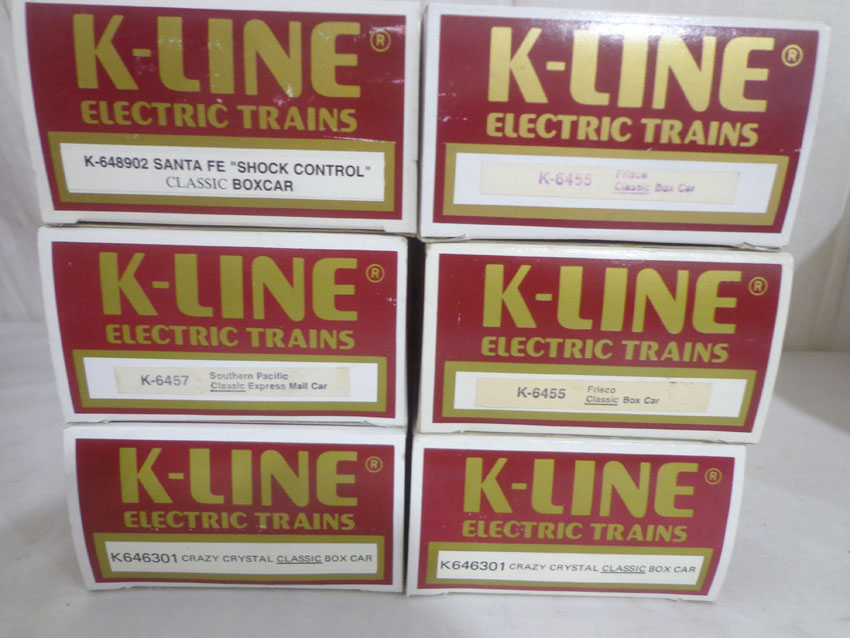 K-LINE®
ELECTRIC TRAINS
K-648902 SANTA FE "SHOCK CONTROL"
CLASSIC BOXCAR
K-LINE®
ELECTRIC TRAINS
K-6455 Frisco
Classic Box Car
K-LINE®
ELECTRIC TRAINS
K-6457 Southern Pacific
Classic Express Mail Car
K-LINE®
ELECTRIC TRAINS
K-6455 Frisco
Classic Box Car
K-LINE®
ELECTRIC TRAINS
K646301 CRAZY CRYSTAL CLASSIC BOX CAR
K-LINE®
ELECTRIC TRAINS
K646301 CRAZY CRYSTAL CLASSIC BOX CAR